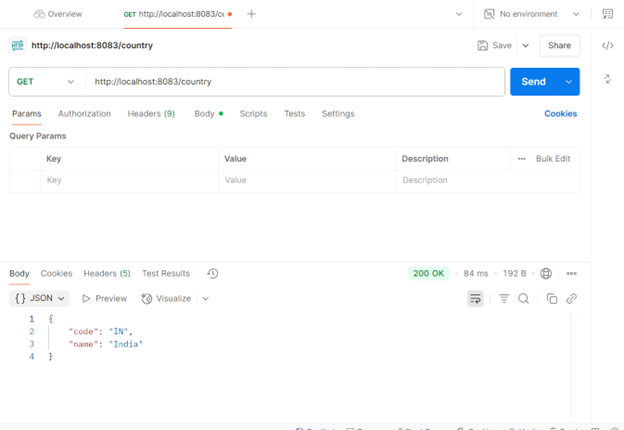 Overview GET http://localhost:8083/cc No environment
HTTP http://localhost:8083/country Save Share
GET http://localhost:8083/country Send
Params Authorization Headers (9) Body Scripts Tests Settings Cookies
Query Params
Key Value Description Bulk Edit
Key Value Description
Body Cookies Headers (5) Test Results 200 OK 84 ms 192 B
{} JSON Preview Visualize
1 {
2 "code": "IN",
3 "name": "India"
4 }